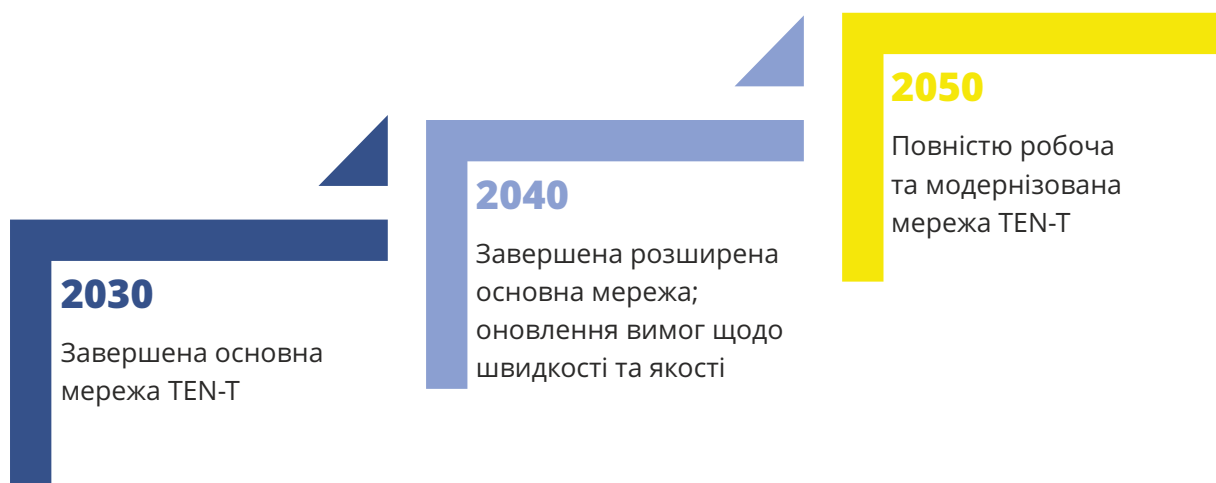 2030
Завершена основна
мережа TEN-T
2040
Завершена розширена
основна мережа;
оновлення вимог щодо
швидкості та якості
2050
Повністю робоча
та модернізована
мережа TEN-T